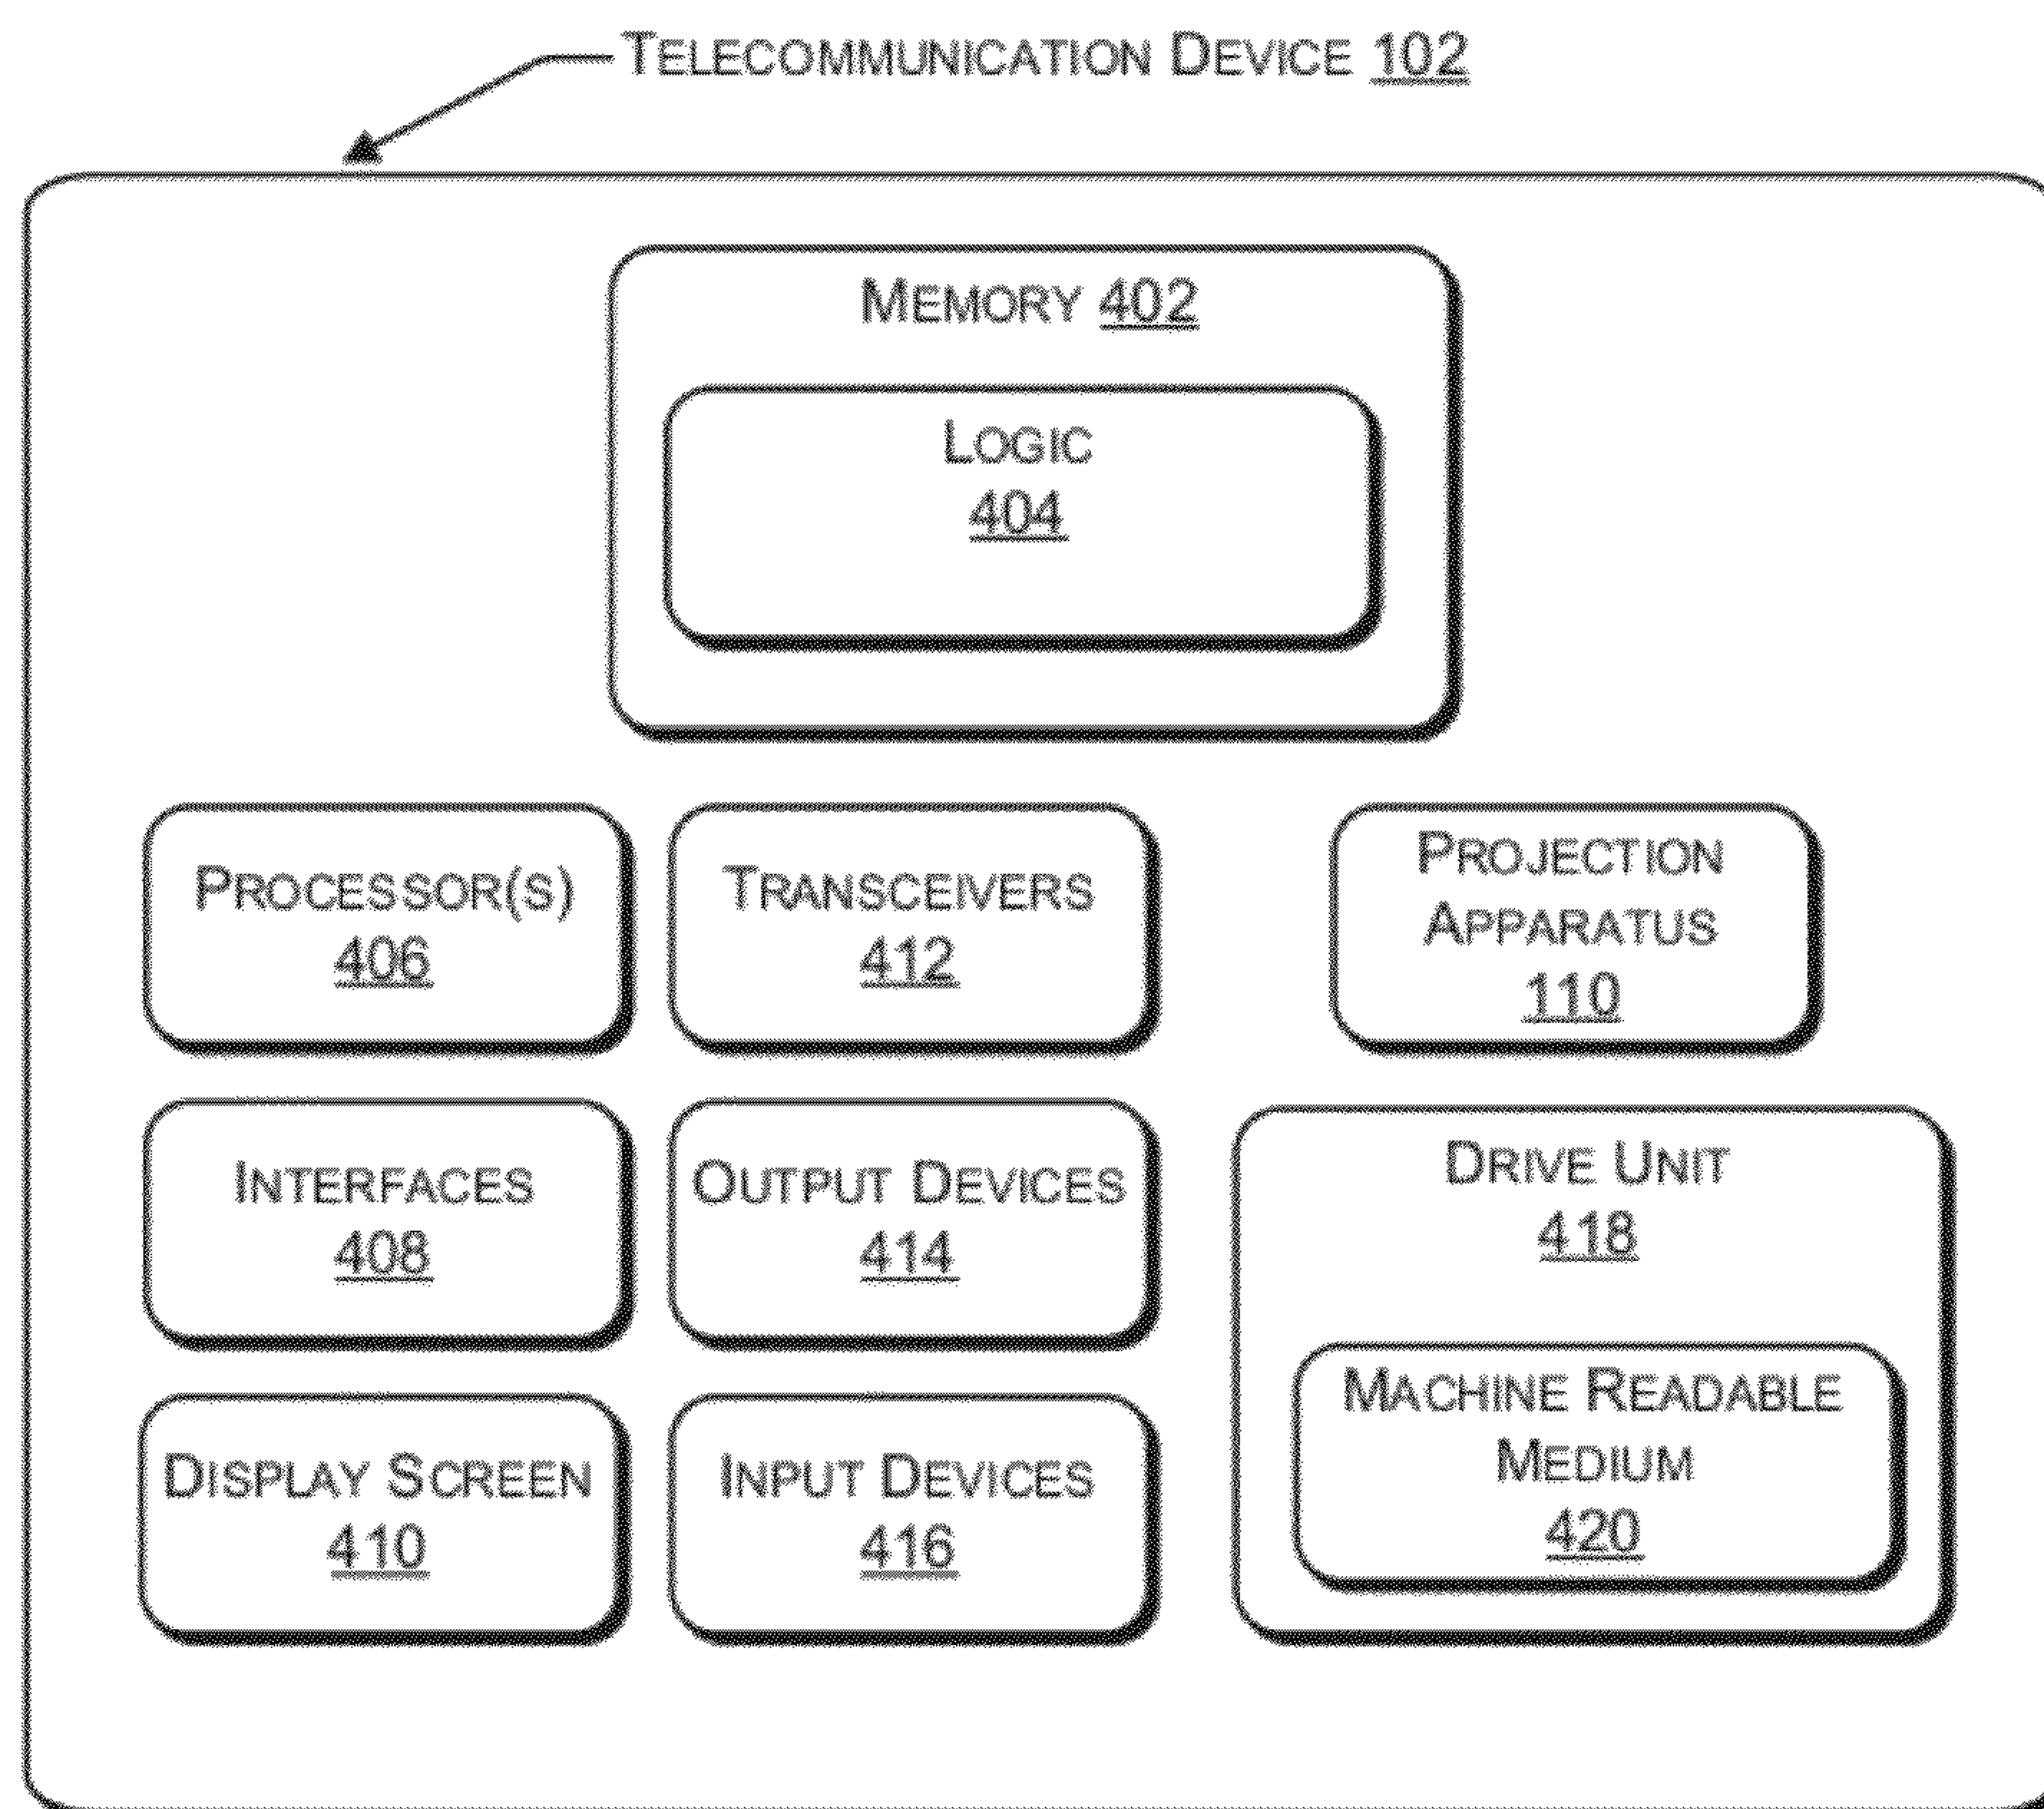 TELECOMMUNICATION DEVICE 102
MEMORY 402
LOGIC
404
PROCESSOR(S)
406
TRANSCEIVERS
412
PROJECTION
APPARATUS
110
INTERFACES
408
OUTPUT DEVICES
414
DRIVE UNIT
418
MACHINE READABLE
MEDIUM
420
DISPLAY SCREEN
410
INPUT DEVICES
416